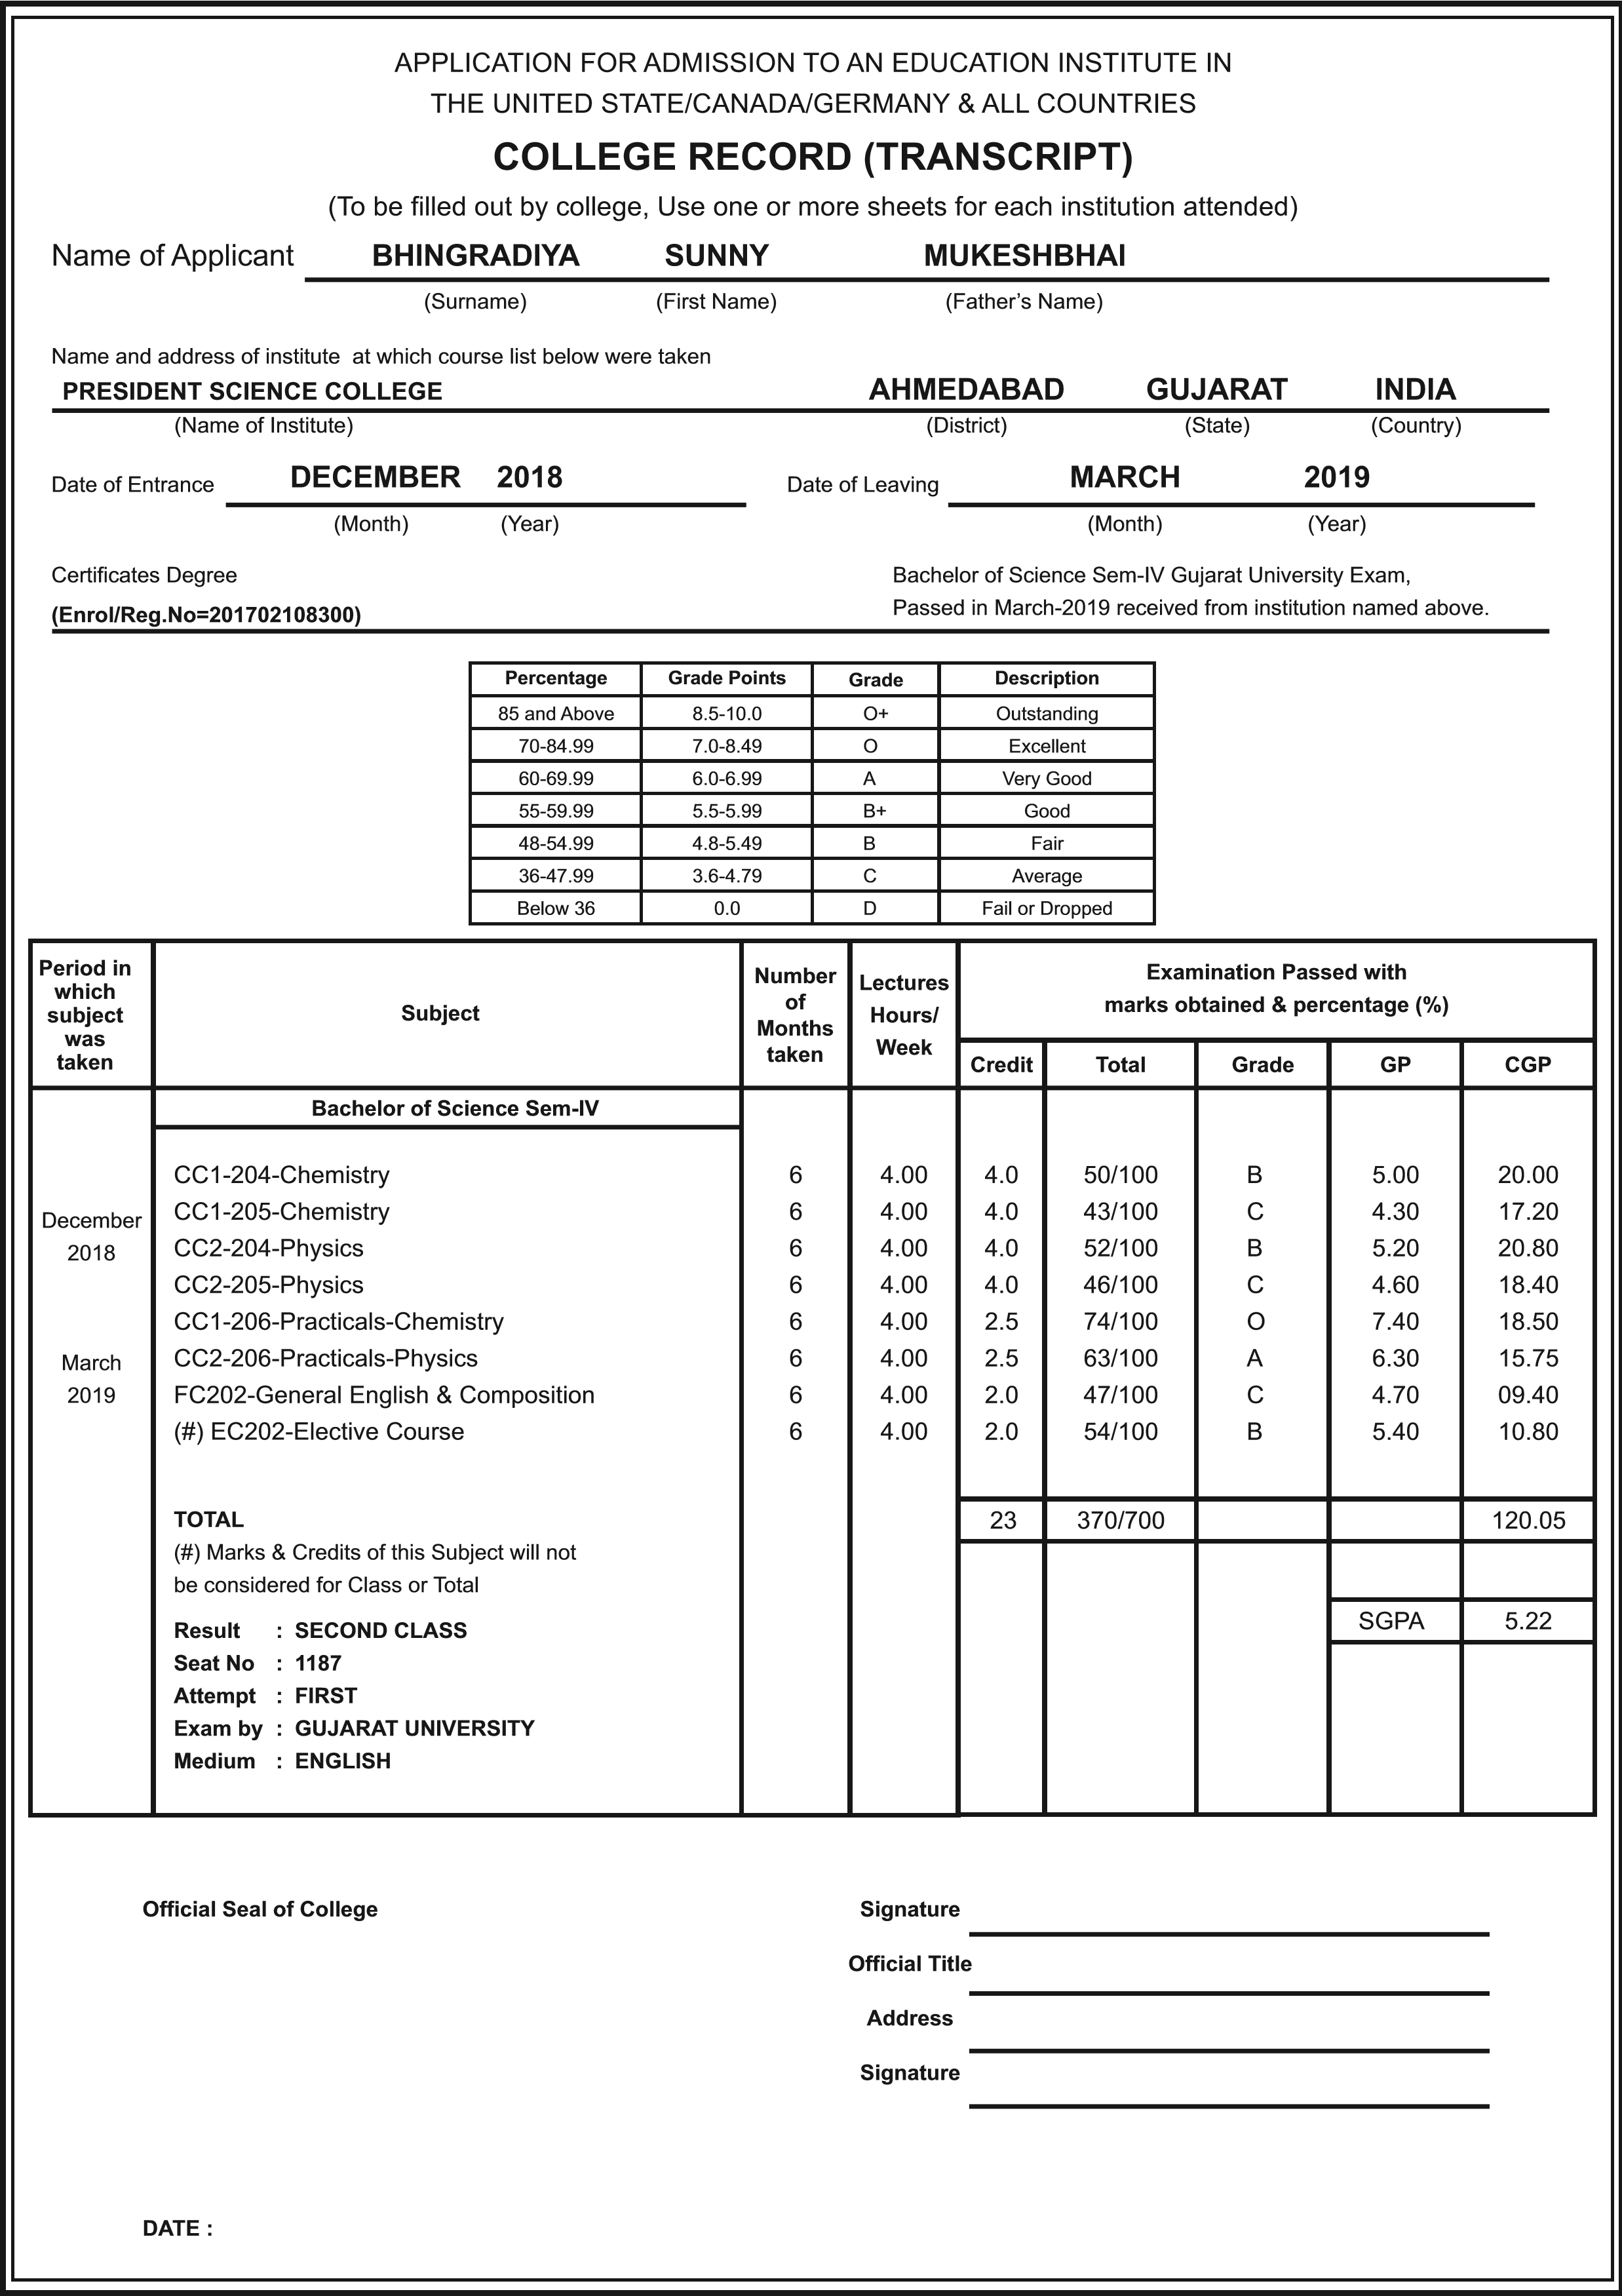 APPLICATION FOR ADMISSION TO AN EDUCATION INSTITUTE IN
THE UNITED STATE/CANADA/GERMANY & ALL COUNTRIES
COLLEGE RECORD (TRANSCRIPT)
(To be filled out by college, Use one or more sheets for each institution attended)
Name of Applicant BHINGRADIYA SUNNY MUKESHBHAI
(Surname) (First Name) (Father's Name)
Name and address of institute at which course list below were taken
PRESIDENT SCIENCE COLLEGE AHMEDABAD GUJARAT INDIA
(Name of Institute) (District) (State) (Country)
Date of Entrance DECEMBER 2018 Date of Leaving MARCH 2019
(Month) (Year) (Month) (Year)
Certificates Degree Bachelor of Science Sem-IV Gujarat University Exam,
(Enrol/Reg.No=201702108300) Passed in March-2019 received from institution named above.
Percentage Grade Points Grade Description
85 and Above 8.5-10.0 O+ Outstanding
70-84.99 7.0-8.49 O Excellent
60-69.99 6.0-6.99 A Very Good
55-59.99 5.5-5.99 B+ Good
48-54.99 4.8-5.49 B Fair
36-47.99 3.6-4.79 C Average
Below 36 0.0 D Fail or Dropped
Period in
which
subject
was
taken
Subject
Number
of
Months
taken
Lectures
Hours/
Week
Examination Passed with
marks obtained & percentage (%)
Credit Total Grade GP CGP
Bachelor of Science Sem-IV
December
2018
March
2019
CC1-204-Chemistry 6 4.00 4.0 50/100 B 5.00 20.00
CC1-205-Chemistry 6 4.00 4.0 43/100 C 4.30 17.20
CC2-204-Physics 6 4.00 4.0 52/100 B 5.20 20.80
CC2-205-Physics 6 4.00 4.0 46/100 C 4.60 18.40
CC1-206-Practicals-Chemistry 6 4.00 2.5 74/100 O 7.40 18.50
CC2-206-Practicals-Physics 6 4.00 2.5 63/100 A 6.30 15.75
FC202-General English & Composition 6 4.00 2.0 47/100 C 4.70 09.40
(#) EC202-Elective Course 6 4.00 2.0 54/100 B 5.40 10.80
TOTAL 23 370/700 120.05
(#) Marks & Credits of this Subject will not
be considered for Class or Total
SGPA 5.22
Result : SECOND CLASS
Seat No : 1187
Attempt : FIRST
Exam by : GUJARAT UNIVERSITY
Medium : ENGLISH
Official Seal of College Signature
Official Title
Address
Signature
DATE :